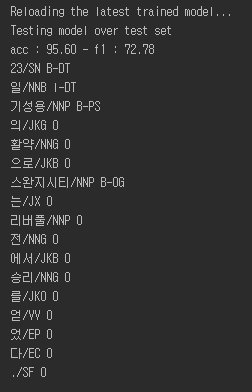 Reloading the latest trained model...
Testing model over test set
acc : 95.60 - f1 : 72.78
23/SN B-DT
일/NNB I-DT
기성용/NNP B-PS
의/JKG O
활약/NNG O
으로/JKB O
스완지시티/NNP B-OG
는/JX O
리버풀/NNP O
전/NNG O
에서/JKB O
승리/NNG O
를/JKO O
얻/VV O
었/EP O
다/EC O
./SF O